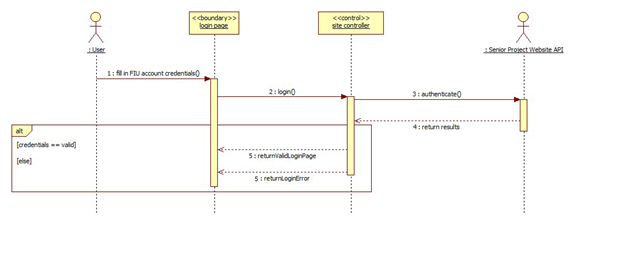 <<boundary>>
login page
<<control>>
site controller
: User
: Senior Project Website API
1 : fill in FIU account credentials()
2 : login()
3 : authenticate()
4 : return results
alt
[credentials == valid]
5 : returnValidLoginPage
[else]
5 : returnLoginError